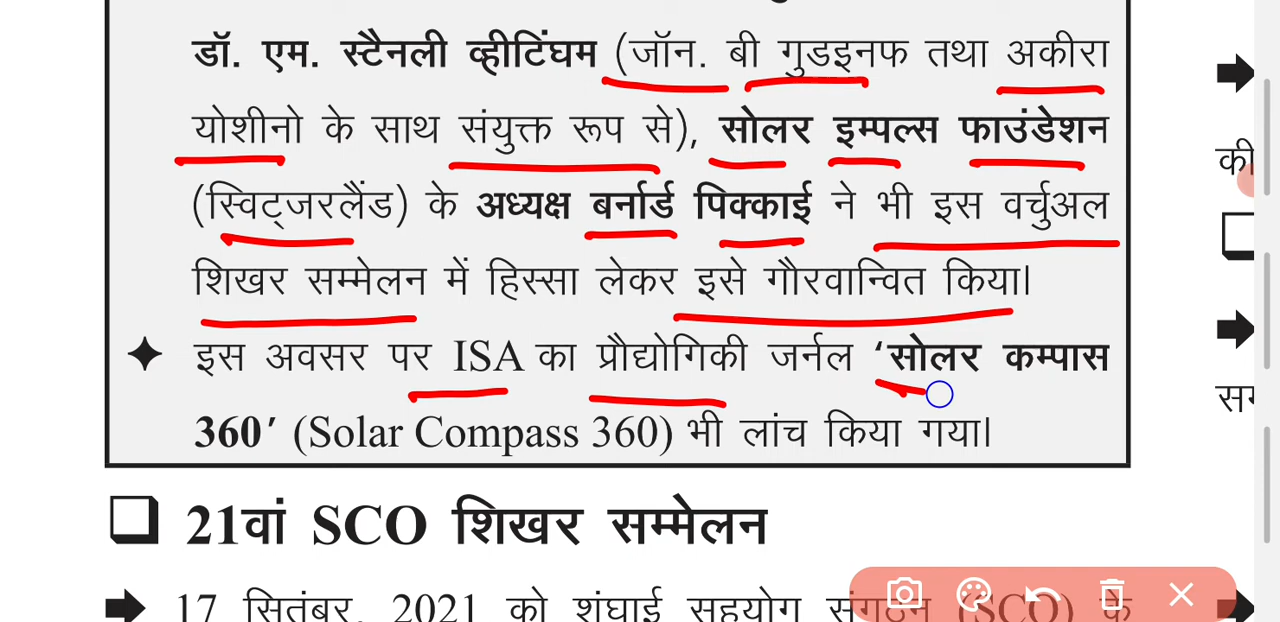 डॉ. एम. स्टैनली व्हीटिंघम (जॉन. बी गुडइनफ तथा अकीरा
योशीनो के साथ संयुक्त रूप से), सोलर इम्पल्स फाउंडेशन
(स्विट्जरलैंड) के अध्यक्ष बर्नार्ड पिक्काई ने भी इस वर्चुअल
शिखर सम्मेलन में हिस्सा लेकर इसे गौरवान्वित किया।
इस अवसर पर ISA का प्रौद्योगिकी जर्नल ‘सोलर कम्पास
360’ (Solar Compass 360) भी लांच किया गया।
21वां SCO शिखर सम्मेलन
17 सितंबर, 2021 को शंघाई सहयोग संगठन (SCO) के
की